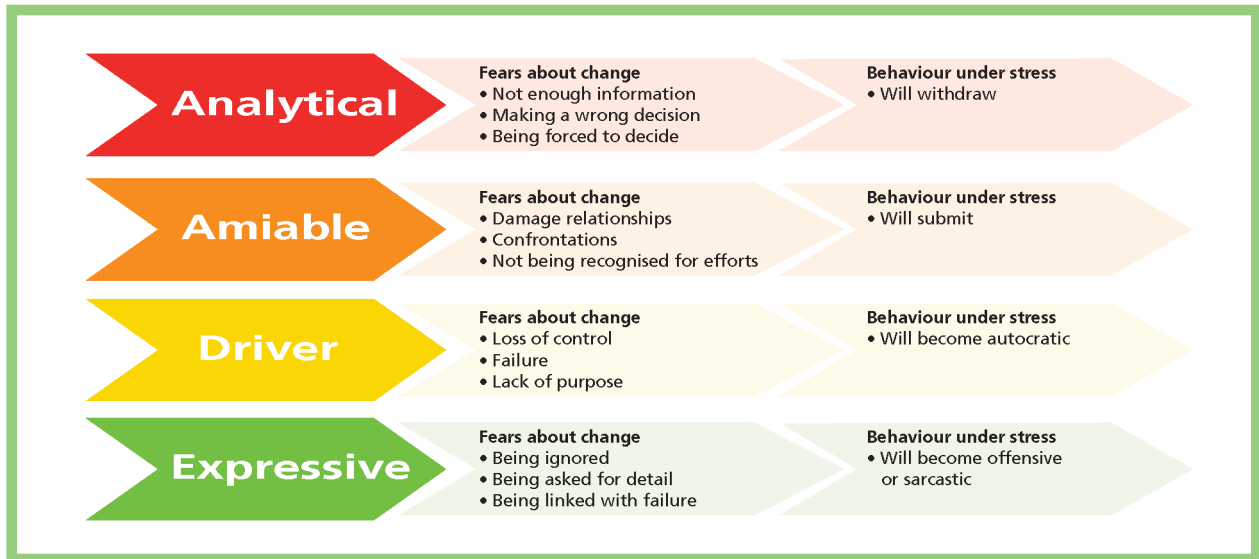 Analytical
Fears about change
• Not enough information
• Making a wrong decision
• Being forced to decide
Behaviour under stress
• Will withdraw
Amiable
Fears about change
• Damage relationships
• Confrontations
• Not being recognised for efforts
Behaviour under stress
• Will submit
Driver
Fears about change
• Loss of control
• Failure
• Lack of purpose
Behaviour under stress
• Will become autocratic
Expressive
Fears about change
• Being ignored
• Being asked for detail
• Being linked with failure
Behaviour under stress
• Will become offensive
or sarcastic